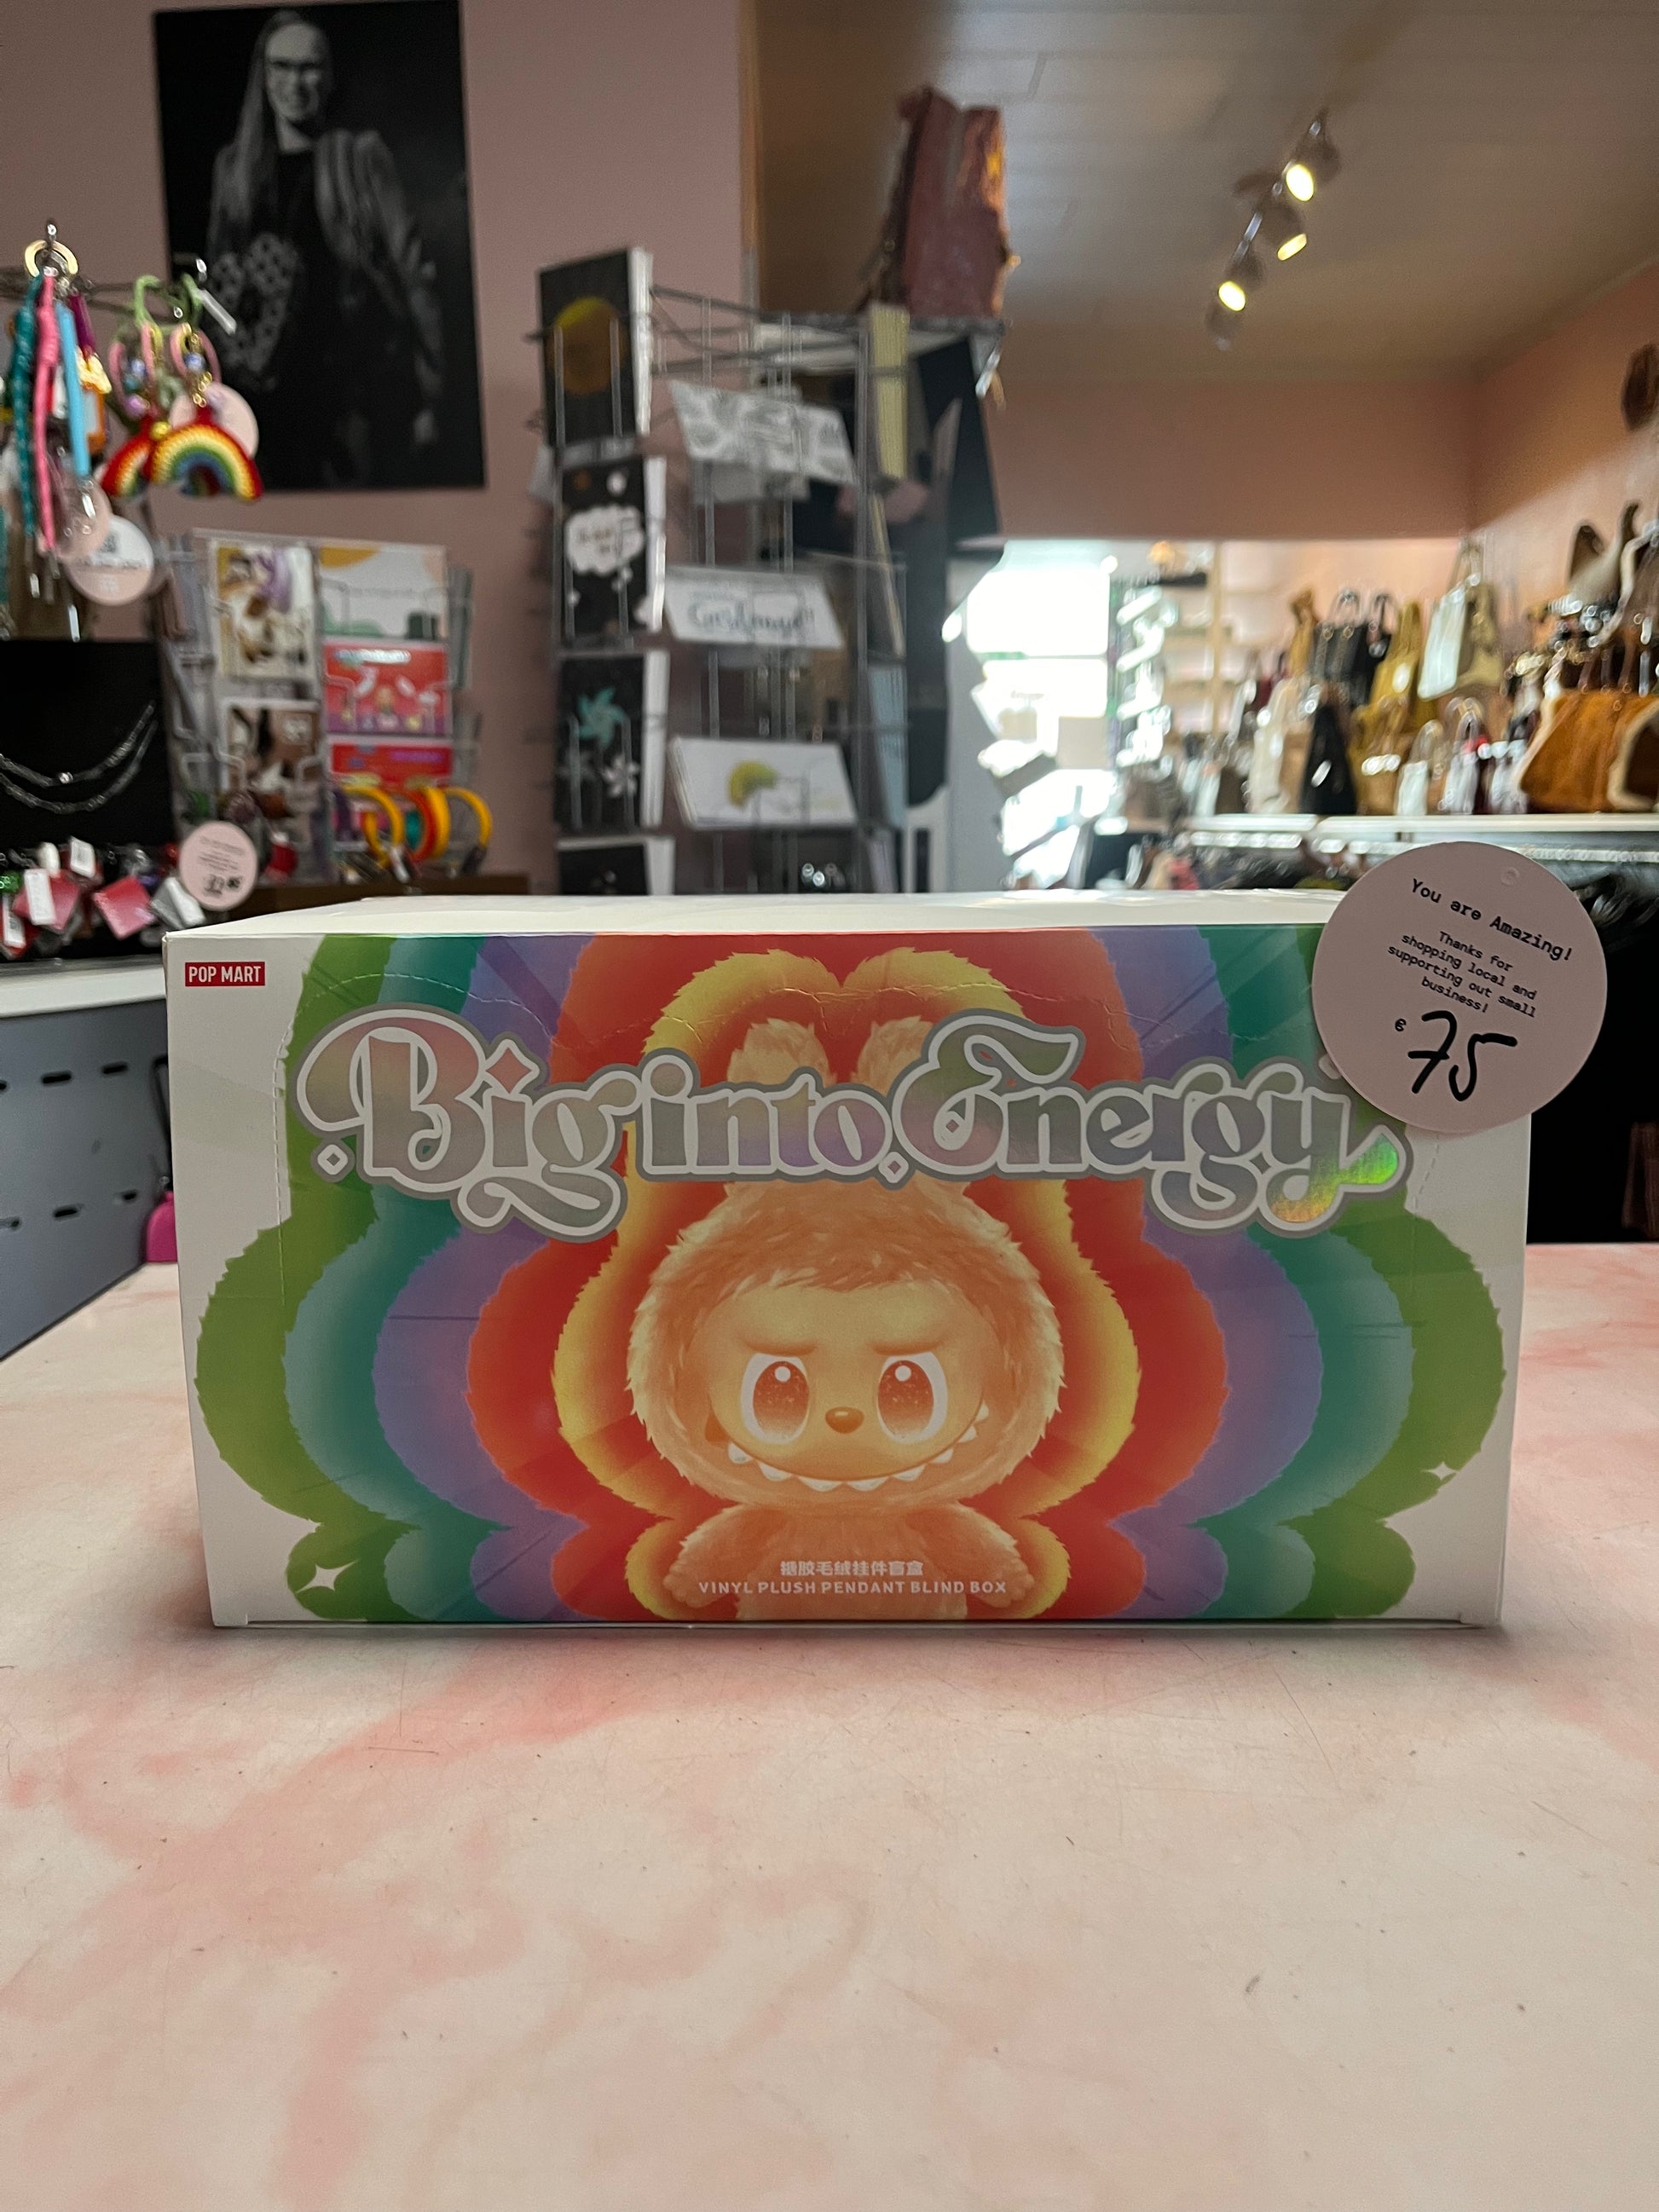 POP MART
Big into Energy
搪胶毛绒挂件盲盒
VINYL PLUSH PENDANT BLIND BOX
You are Amazing!
Thanks for
shopping local and
supporting out small
business!
€ 75